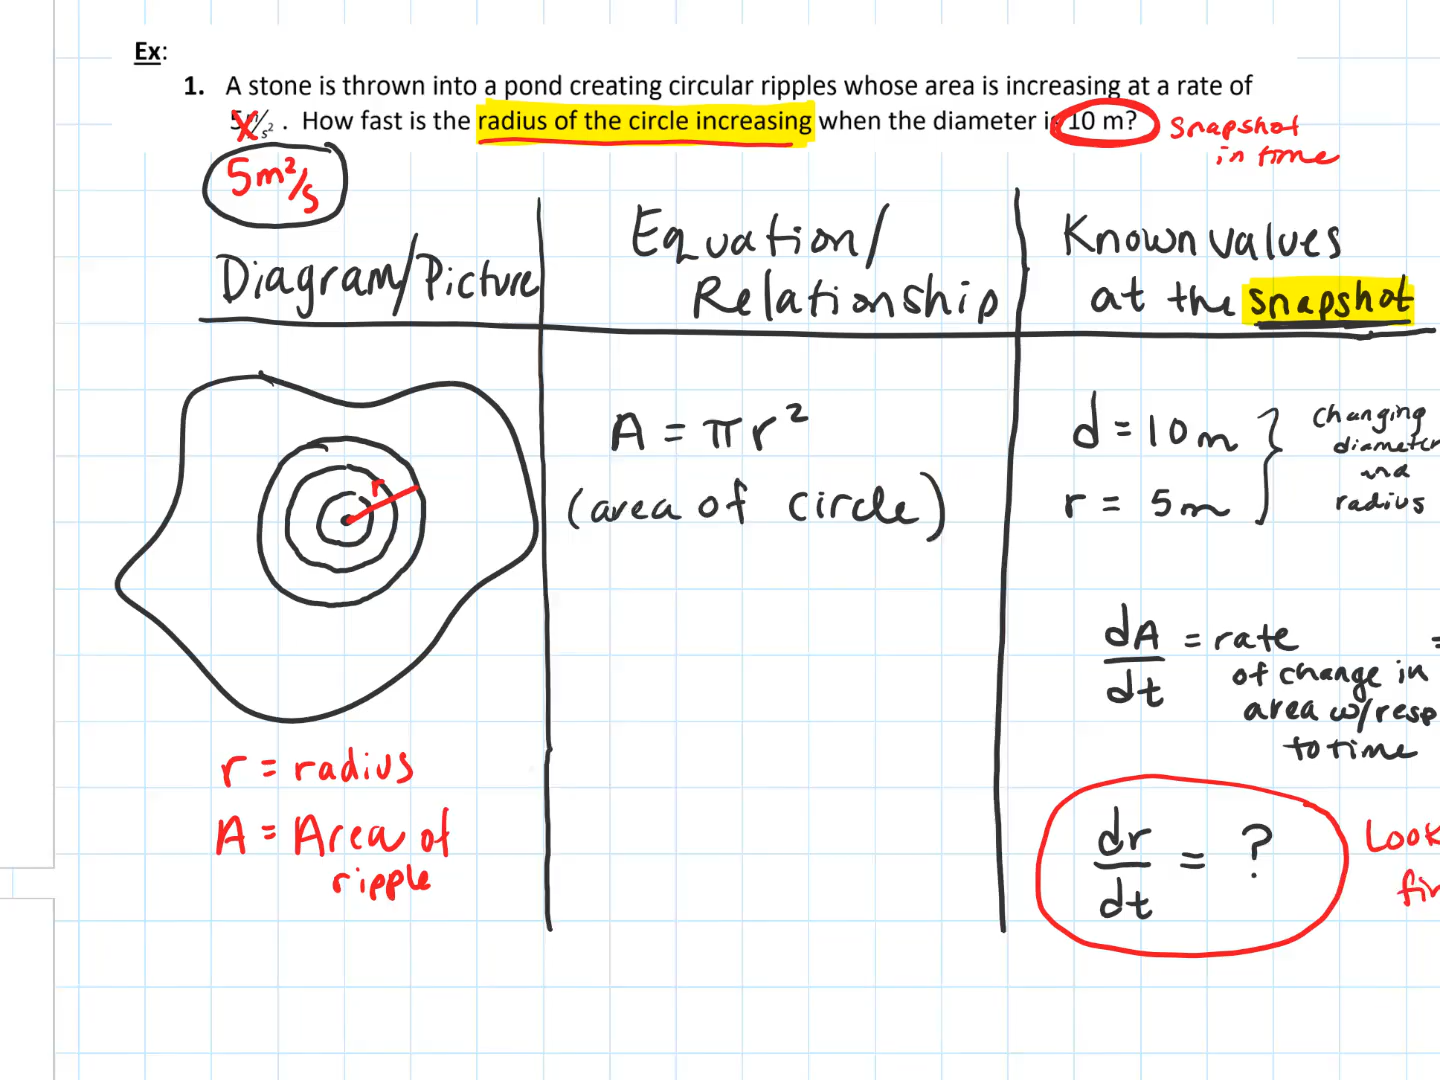 Ex:
1. A stone is thrown into a pond creating circular ripples whose area is increasing at a rate of
. How fast is the radius of the circle increasing when the diameter is 10 m?
snapshot
in time
5m²/s
Diagram/Picture
Equation/
Relationship
Known values
at the snapshot
r
r = radius
A = Area of
ripple
A = πr²
(area of circle)
d = 10m
r = 5m
changing
diameter
and
radius
dA/dt = rate
of change in
area w/resp
to time
=
dr/dt = ?
Look
fin